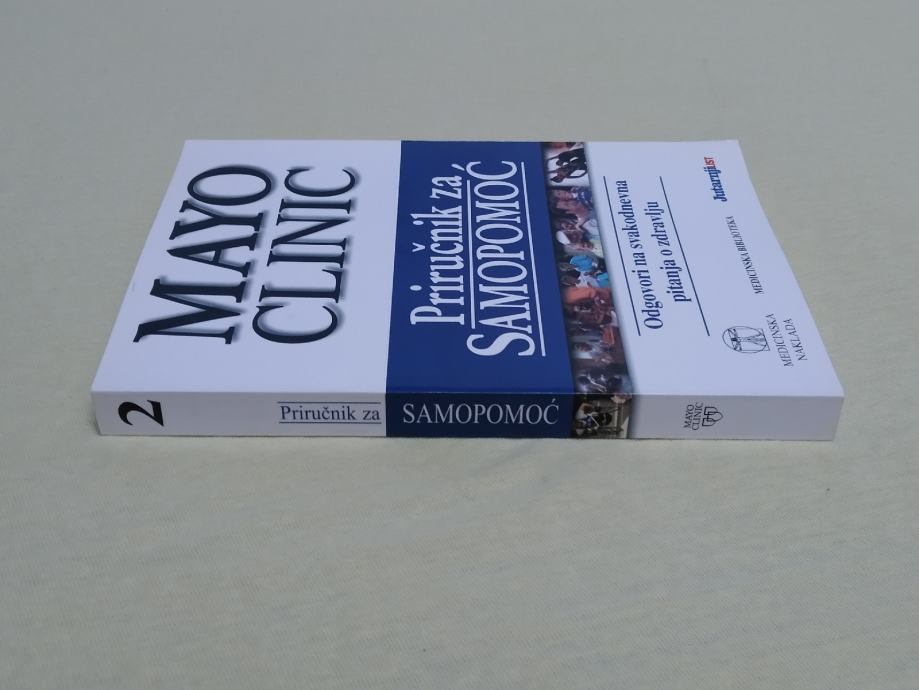 MAYO
CLINIC
Priručnik za
SAMOPOMOĆ
Odgovori na svakodnevna
pitanja o zdravlju
MEDICINSKA
NAKLADA
MEDICINSKA BIBLIOTEKA
Jutarnji LIST
2
Priručnik za
SAMOPOMOĆ
MAYO
CLINIC